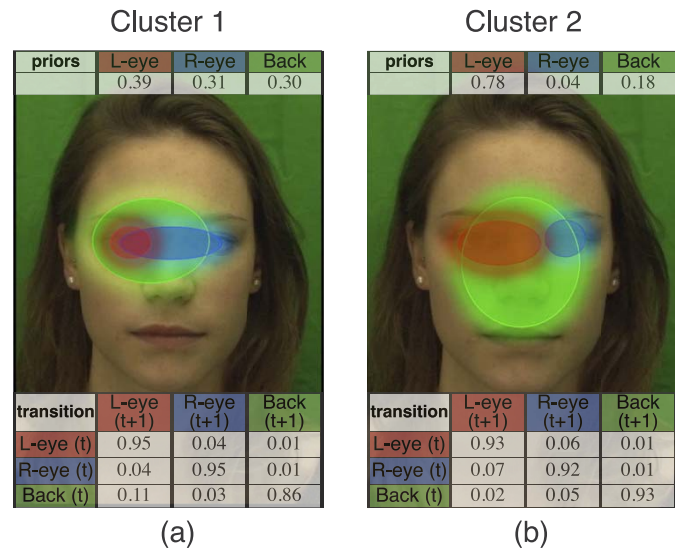 Cluster 1
Cluster 2
priors L-eye R-eye Back
0.39 0.31 0.30
priors L-eye R-eye Back
0.78 0.04 0.18
transition L-eye (t+1) R-eye (t+1) Back (t+1)
L-eye (t) 0.95 0.04 0.01
R-eye (t) 0.04 0.95 0.01
Back (t) 0.11 0.03 0.86
transition L-eye (t+1) R-eye (t+1) Back (t+1)
L-eye (t) 0.93 0.06 0.01
R-eye (t) 0.07 0.92 0.01
Back (t) 0.02 0.05 0.93
(a)
(b)